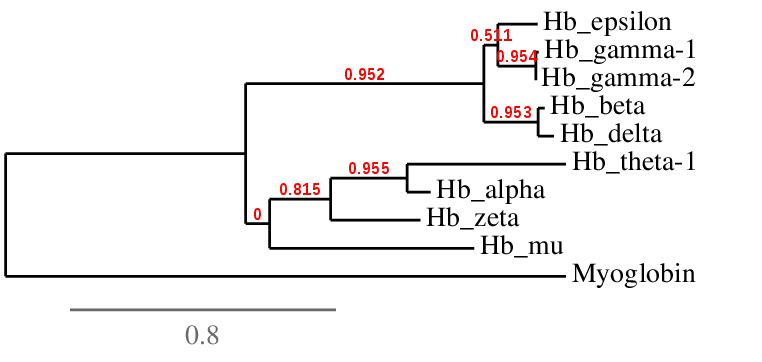 Hb_epsilon
0.511
Hb_gamma-1
0.954
0.952
Hb_gamma-2
Hb_beta
0.953
Hb_delta
Hb_theta-1
0.955
0.815
Hb_alpha
0
Hb_zeta
Hb_mu
Myoglobin
0.8